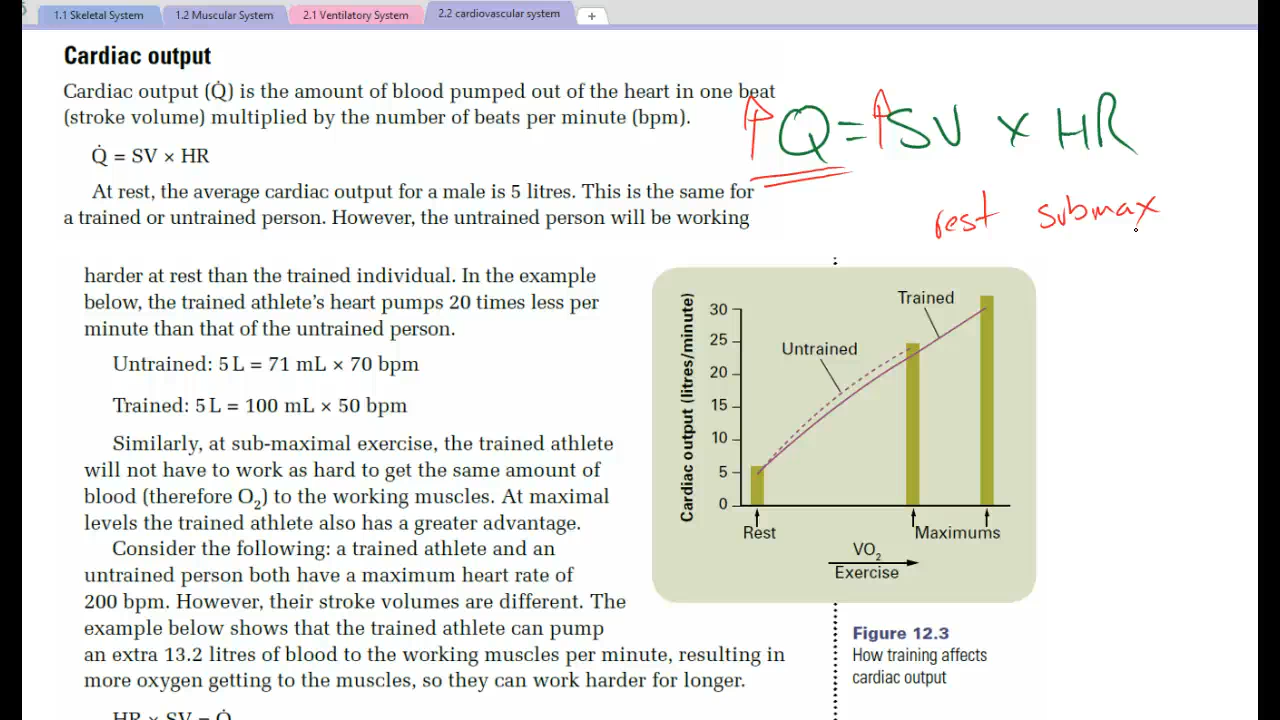 1.1 Skeletal System
1.2 Muscular System
2.1 Ventilatory System
2.2 cardiovascular system
+
Cardiac output
Cardiac output (Q̇) is the amount of blood pumped out of the heart in one beat
(stroke volume) multiplied by the number of beats per minute (bpm).
Q̇ = SV × HR
At rest, the average cardiac output for a male is 5 litres. This is the same for
a trained or untrained person. However, the untrained person will be working
↑Q = ↑SV × HR
rest submax
harder at rest than the trained individual. In the example
below, the trained athlete's heart pumps 20 times less per
minute than that of the untrained person.
Untrained: 5 L = 71 mL × 70 bpm
Trained: 5 L = 100 mL × 50 bpm
Similarly, at sub-maximal exercise, the trained athlete
will not have to work as hard to get the same amount of
blood (therefore O₂) to the working muscles. At maximal
levels the trained athlete also has a greater advantage.
Consider the following: a trained athlete and an
untrained person both have a maximum heart rate of
200 bpm. However, their stroke volumes are different. The
example below shows that the trained athlete can pump
an extra 13.2 litres of blood to the working muscles per minute, resulting in
more oxygen getting to the muscles, so they can work harder for longer.
HR × SV = Q̇
Cardiac output (litres/minute)
30
25
20
15
10
5
0
Trained
Untrained
Rest
Maximums
VO₂
Exercise
Figure 12.3
How training affects
cardiac output